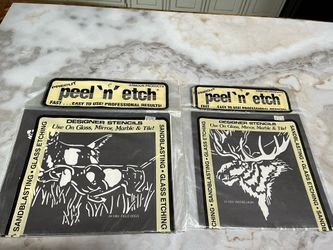 peel 'n' etch
FAST . . . EASY TO USE! PROFESSIONAL RESULTS!
DESIGNER STENCILS
Use On Glass, Mirror, Marble & Tile!
SANDBLASTING • GLASS ETCHING
SANDBLASTING • GLASS ETCHING
peel 'n' etch
FAST . . . EASY TO USE! PROFESSIONAL RESULTS!
DESIGNER STENCILS
Use On Glass, Mirror, Marble & Tile!
SANDBLASTING • GLASS ETCHING
SANDBLASTING • GLASS ETCHING